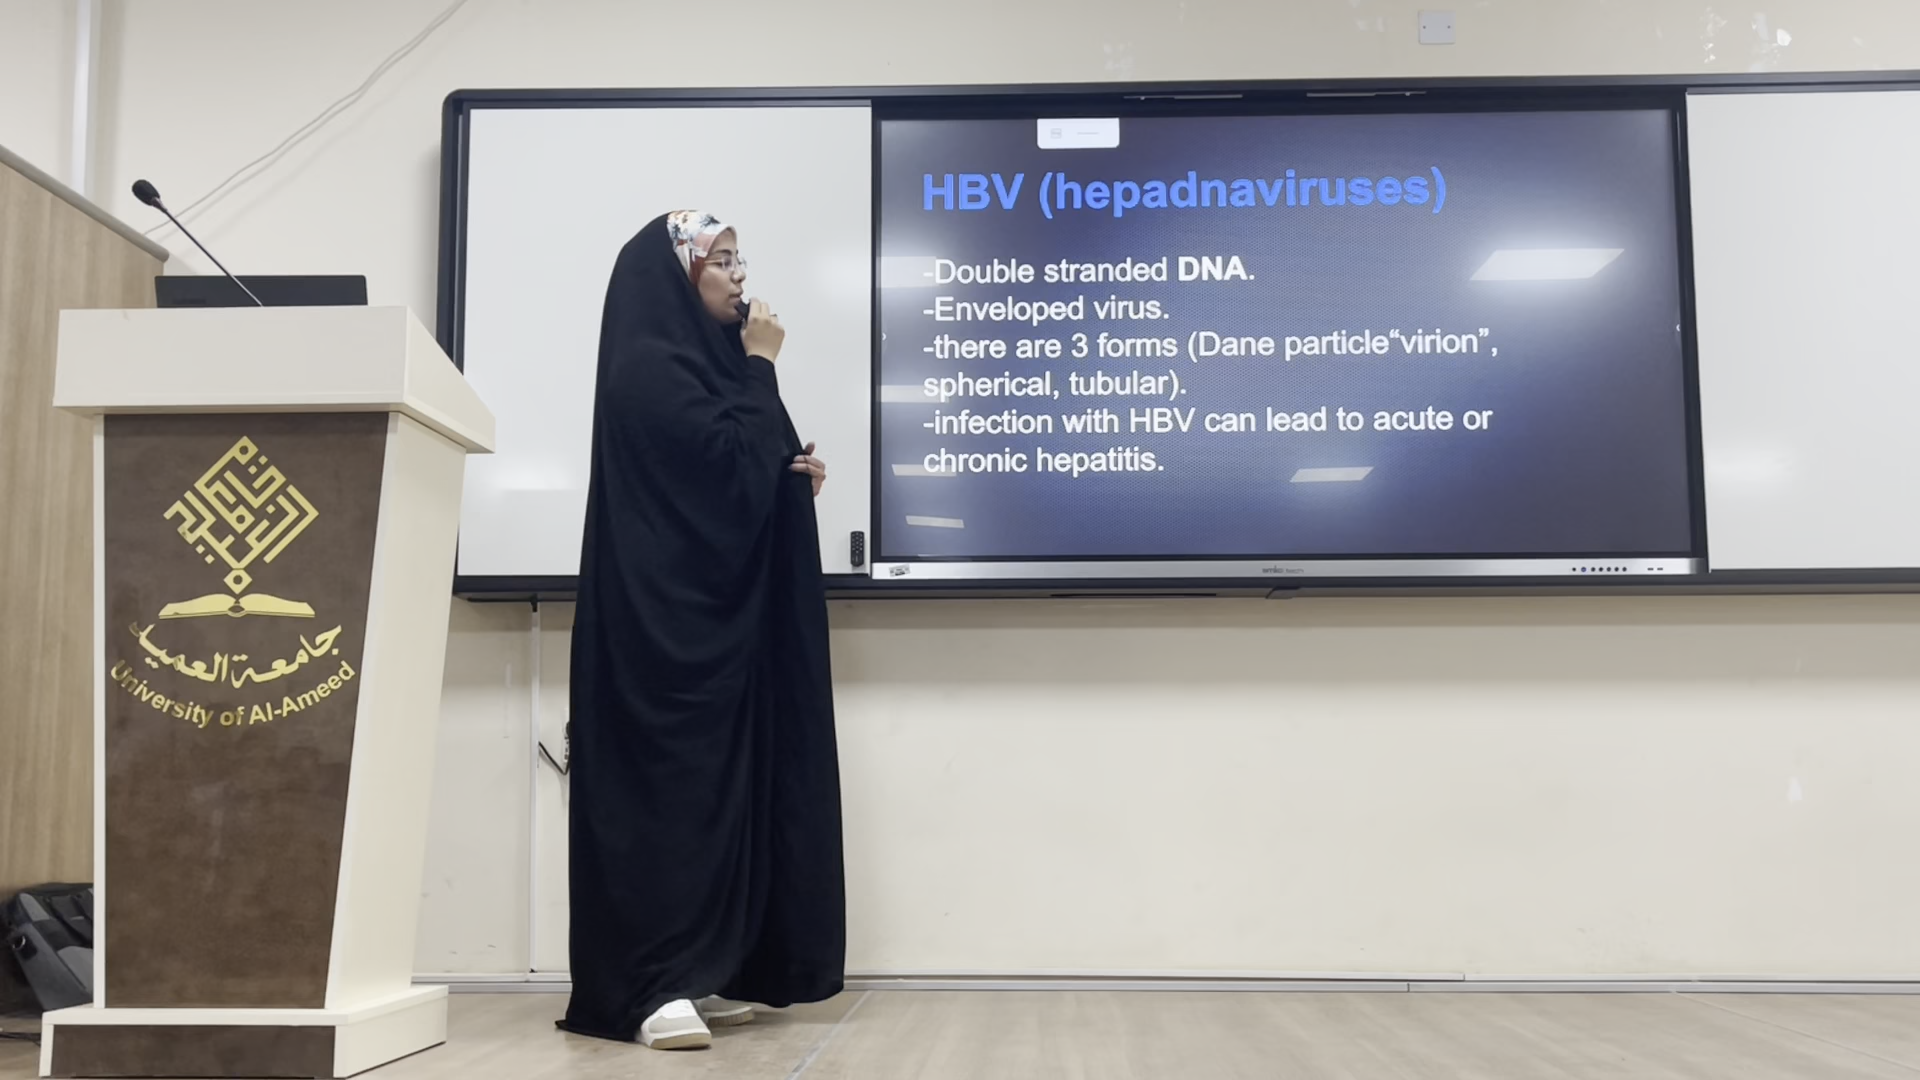 HBV (hepadnaviruses)
-Double stranded DNA.
-Enveloped virus.
-there are 3 forms (Dane particle“virion”,
spherical, tubular).
-infection with HBV can lead to acute or
chronic hepatitis.
جامعة العميد
University of Al-Ameed